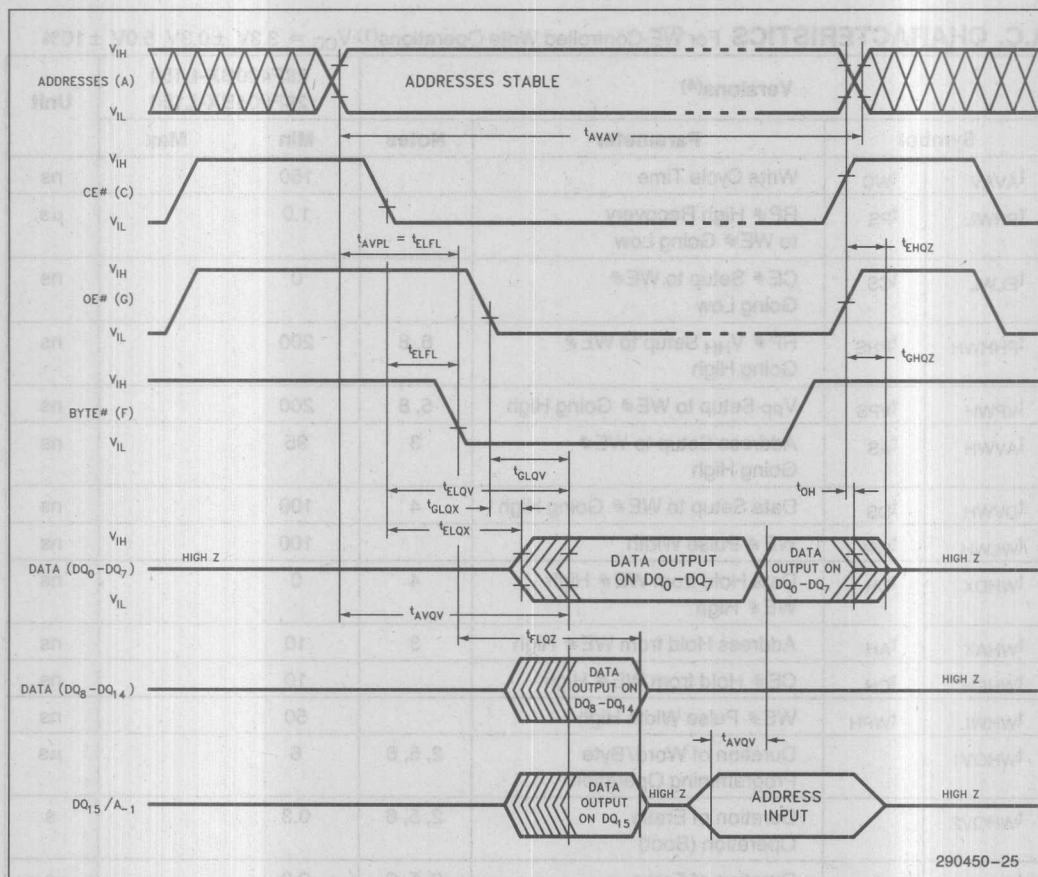 VIH
ADDRESSES (A)
VIL
ADDRESSES STABLE
tAVAV
VIH
CE# (C)
VIL
tAVPL = tELFL
tEHQZ
VIH
OE# (G)
VIL
tELFL
tGHQZ
VIH
BYTE# (F)
VIL
tGLQV
tELQV
tGLQX
tELQX
tOH
VIH
DATA (DQ0-DQ7)
VIL
HIGH Z
DATA OUTPUT
ON DQ0-DQ7
DATA
OUTPUT ON
DQ0-DQ7
HIGH Z
tAVQV
tFLQZ
DATA (DQ8-DQ14)
DATA
OUTPUT ON
DQ8-DQ14
HIGH Z
tAVQV
DQ15/A-1
DATA
OUTPUT
ON DQ15
HIGH Z
ADDRESS
INPUT
HIGH Z
290450-25